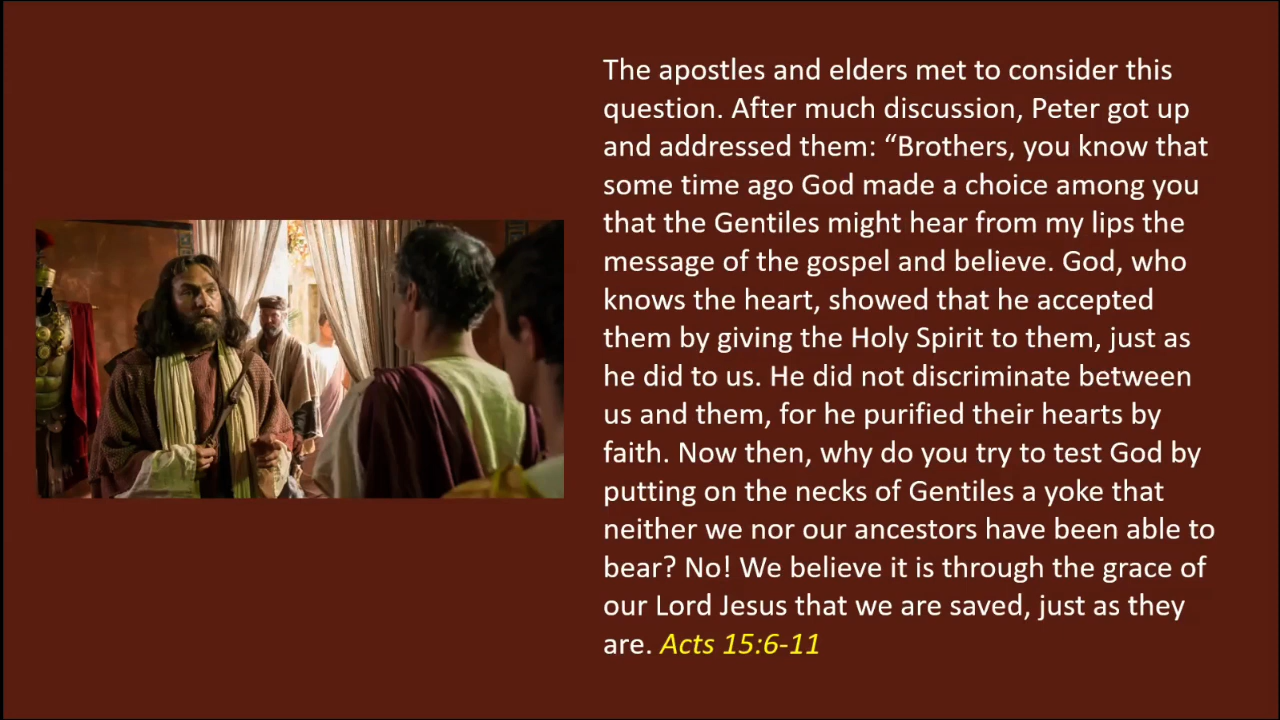 The apostles and elders met to consider this
question. After much discussion, Peter got up
and addressed them: “Brothers, you know that
some time ago God made a choice among you
that the Gentiles might hear from my lips the
message of the gospel and believe. God, who
knows the heart, showed that he accepted
them by giving the Holy Spirit to them, just as
he did to us. He did not discriminate between
us and them, for he purified their hearts by
faith. Now then, why do you try to test God by
putting on the necks of Gentiles a yoke that
neither we nor our ancestors have been able to
bear? No! We believe it is through the grace of
our Lord Jesus that we are saved, just as they
are. Acts 15:6-11